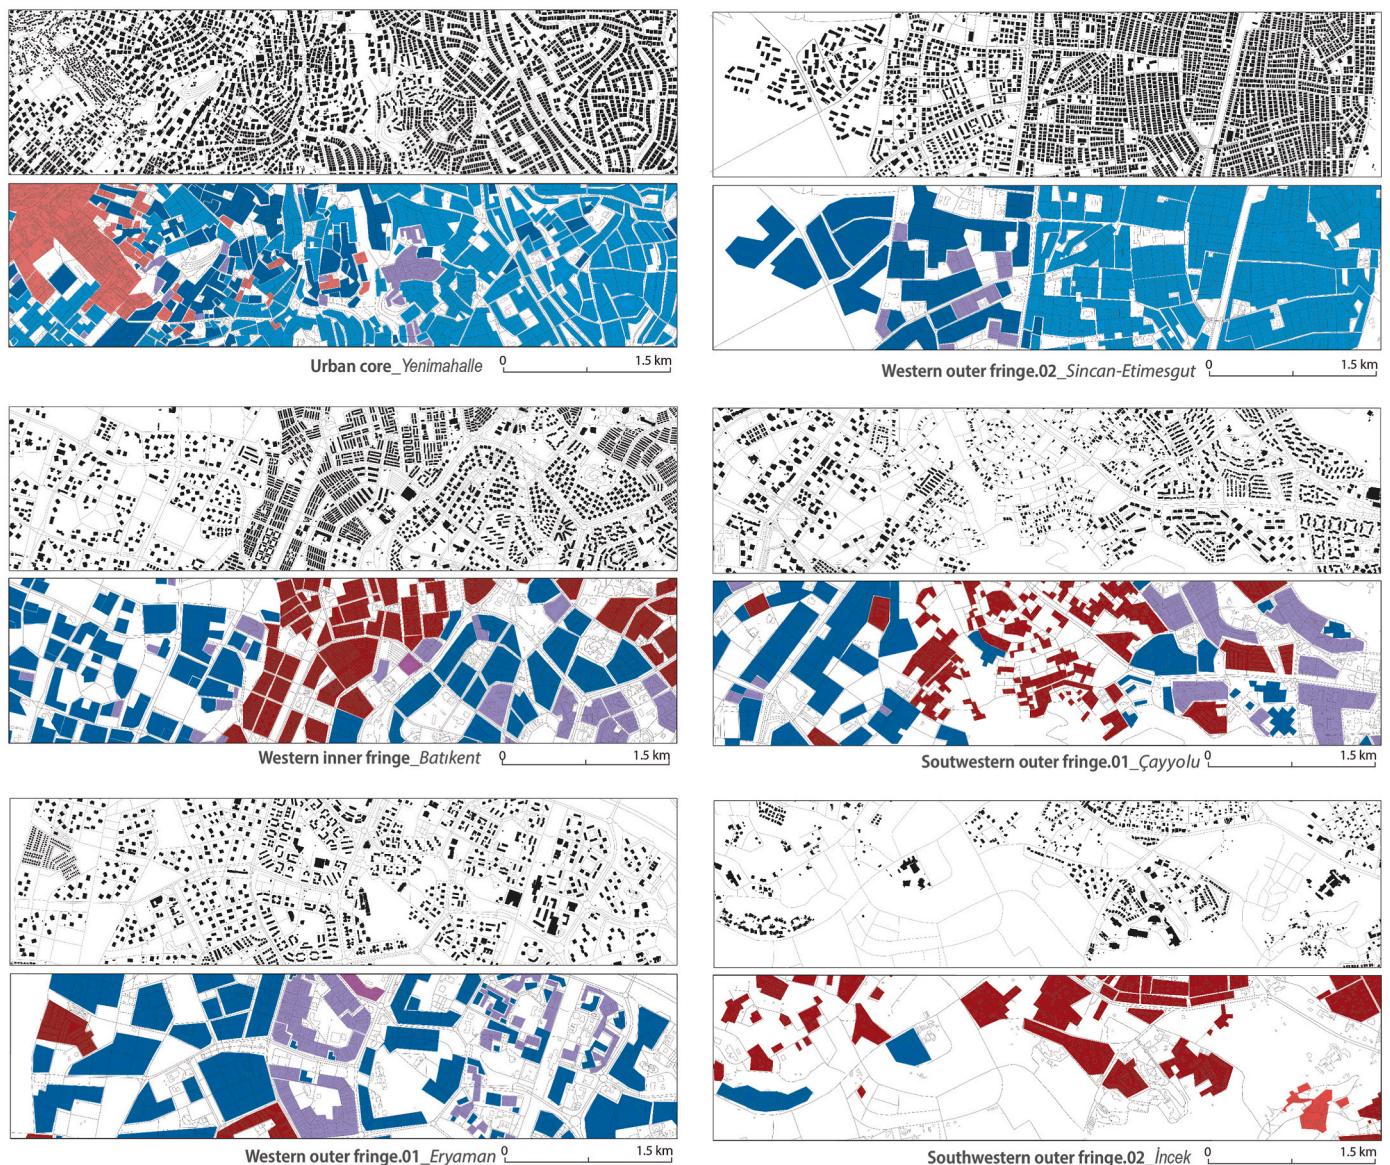 Urban core_Yenimahalle 0 1.5 km
Western outer fringe.02_Sincan-Etimesgut 0 1.5 km
Western inner fringe_Batıkent 0 1.5 km
Soutwestern outer fringe.01_Çayyolu 0 1.5 km
Western outer fringe.01_Eryaman 0 1.5 km
Southwestern outer fringe.02_İncek 0 1.5 km